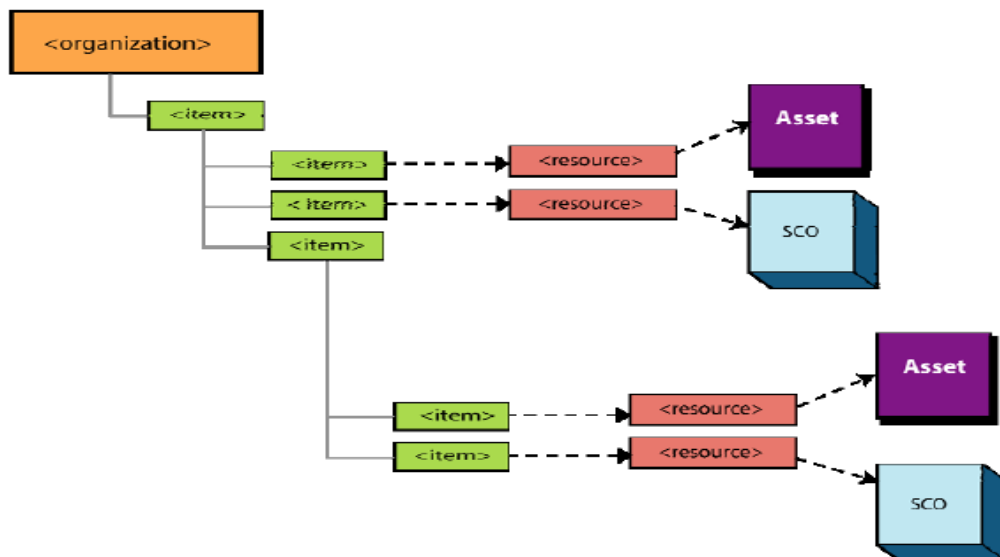 <organization>
<item>
Asset
<item>
<resource>
<item>
<resource>
SCO
<item>
Asset
<item>
<resource>
<item>
<resource>
SCO